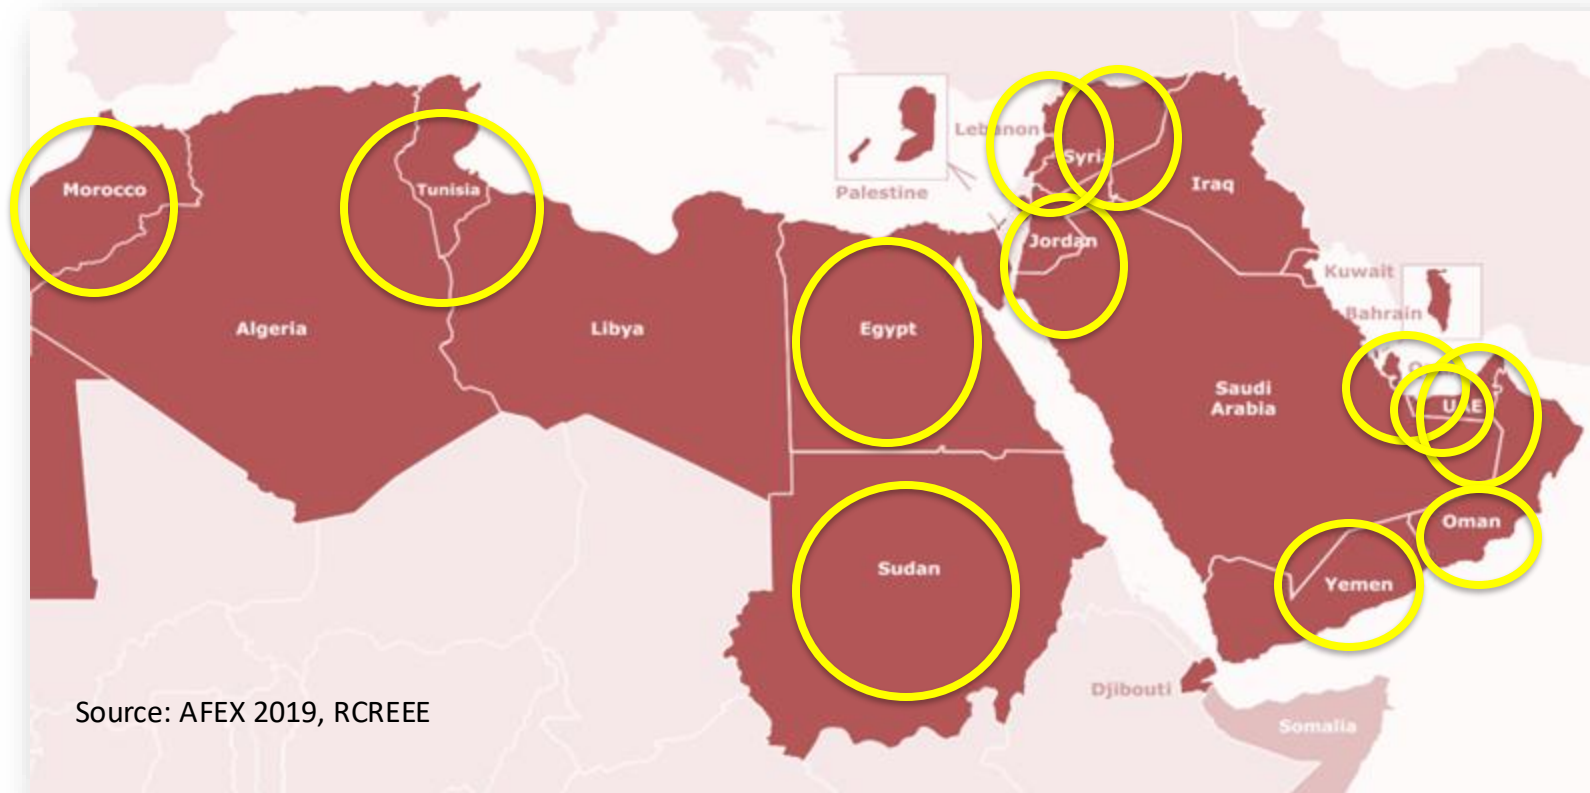 Lebanon
Syria
Palestine
Iraq
Morocco
Tunisia
Jordan
Kuwait
Bahrain
Algeria
Libya
Egypt
Saudi
Arabia
UAE
Oman
Sudan
Yemen
Djibouti
Somalia
Source: AFEX 2019, RCREEE